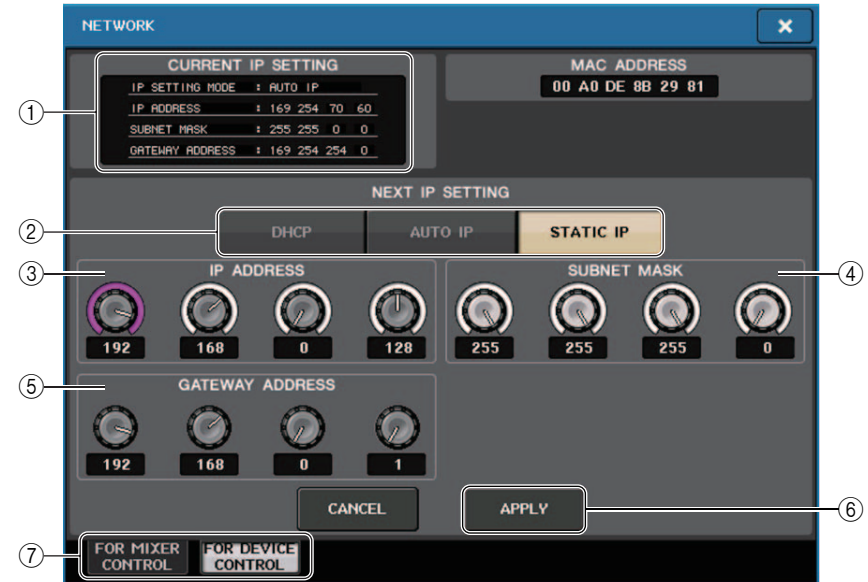 NETWORK
×
CURRENT IP SETTING
IP SETTING MODE : AUTO IP
IP ADDRESS : 169 254 70 60
SUBNET MASK : 255 255 0 0
GATEWAY ADDRESS : 169 254 254 0
MAC ADDRESS
00 A0 DE 8B 29 81
①
NEXT IP SETTING
②
DHCP
AUTO IP
STATIC IP
③
IP ADDRESS
192 168 0 128
SUBNET MASK
255 255 255 0
④
⑤
GATEWAY ADDRESS
192 168 0 1
CANCEL
APPLY
⑥
⑦
FOR MIXER
CONTROL
FOR DEVICE
CONTROL